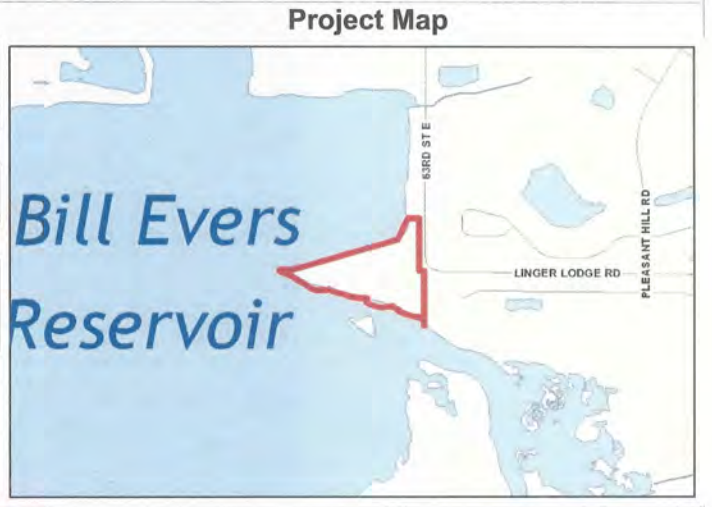 Project Map
Bill Evers
Reservoir
63RD ST E
LINGER LODGE RD
PLEASANT HILL RD